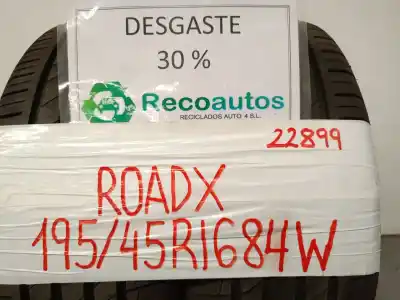 DESGASTE
30 %
Recoautos
RECICLADOS AUTO 4 S.L.
22899
ROADX
195/45R1684W